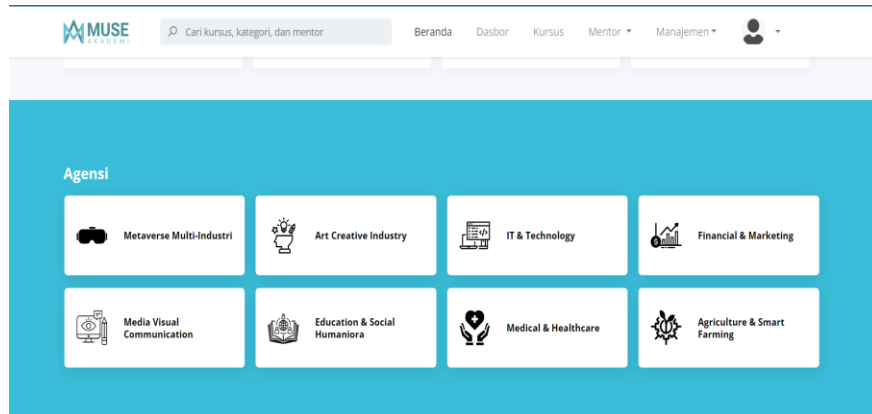 MUSE
AKADEMI
Cari kursus, kategori, dan mentor
Beranda
Dasbor
Kursus
Mentor
Manajemen
Agensi
Metaverse Multi-Industri
Art Creative Industry
IT & Technology
Financial & Marketing
Media Visual
Communication
Education & Social
Humaniora
Medical & Healthcare
Agriculture & Smart
Farming